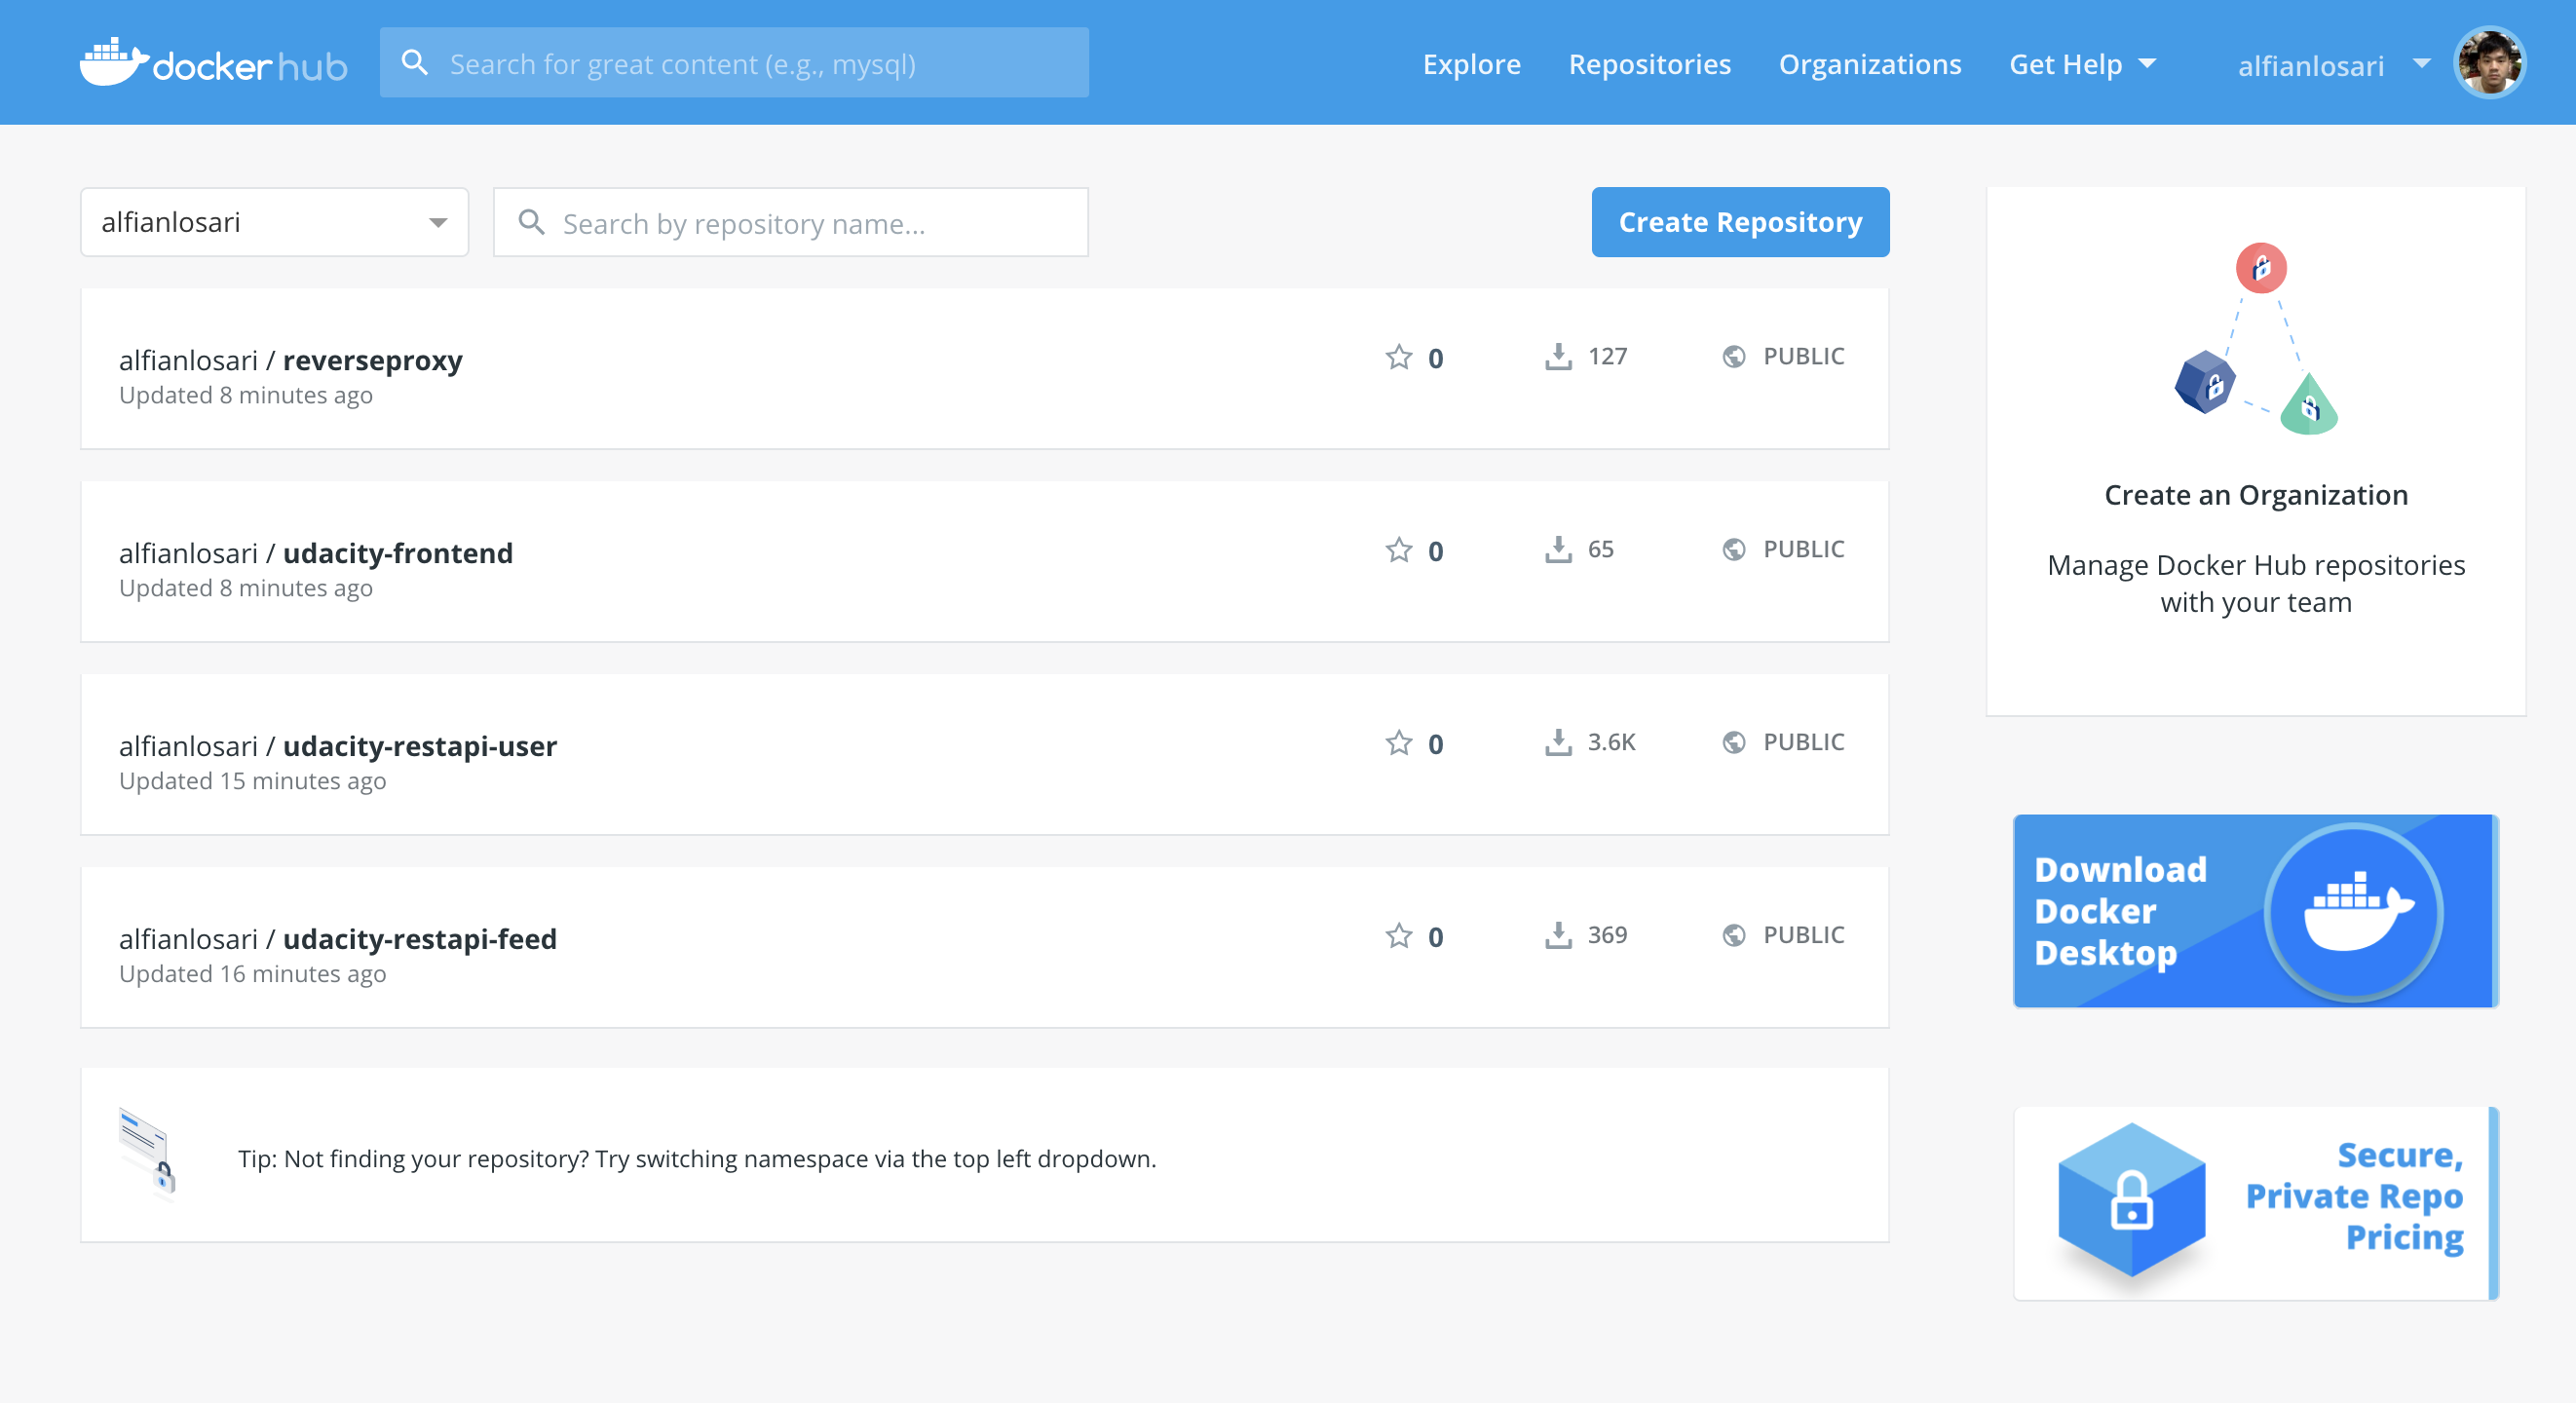 docker hub
Search for great content (e.g., mysql)
Explore
Repositories
Organizations
Get Help
alfianlosari
alfianlosari
Search by repository name...
Create Repository
alfianlosari / reverseproxy
Updated 8 minutes ago
0
127
PUBLIC
alfianlosari / udacity-frontend
Updated 8 minutes ago
0
65
PUBLIC
alfianlosari / udacity-restapi-user
Updated 15 minutes ago
0
3.6K
PUBLIC
alfianlosari / udacity-restapi-feed
Updated 16 minutes ago
0
369
PUBLIC
Tip: Not finding your repository? Try switching namespace via the top left dropdown.
Create an Organization
Manage Docker Hub repositories
with your team
Download
Docker
Desktop
Secure,
Private Repo
Pricing